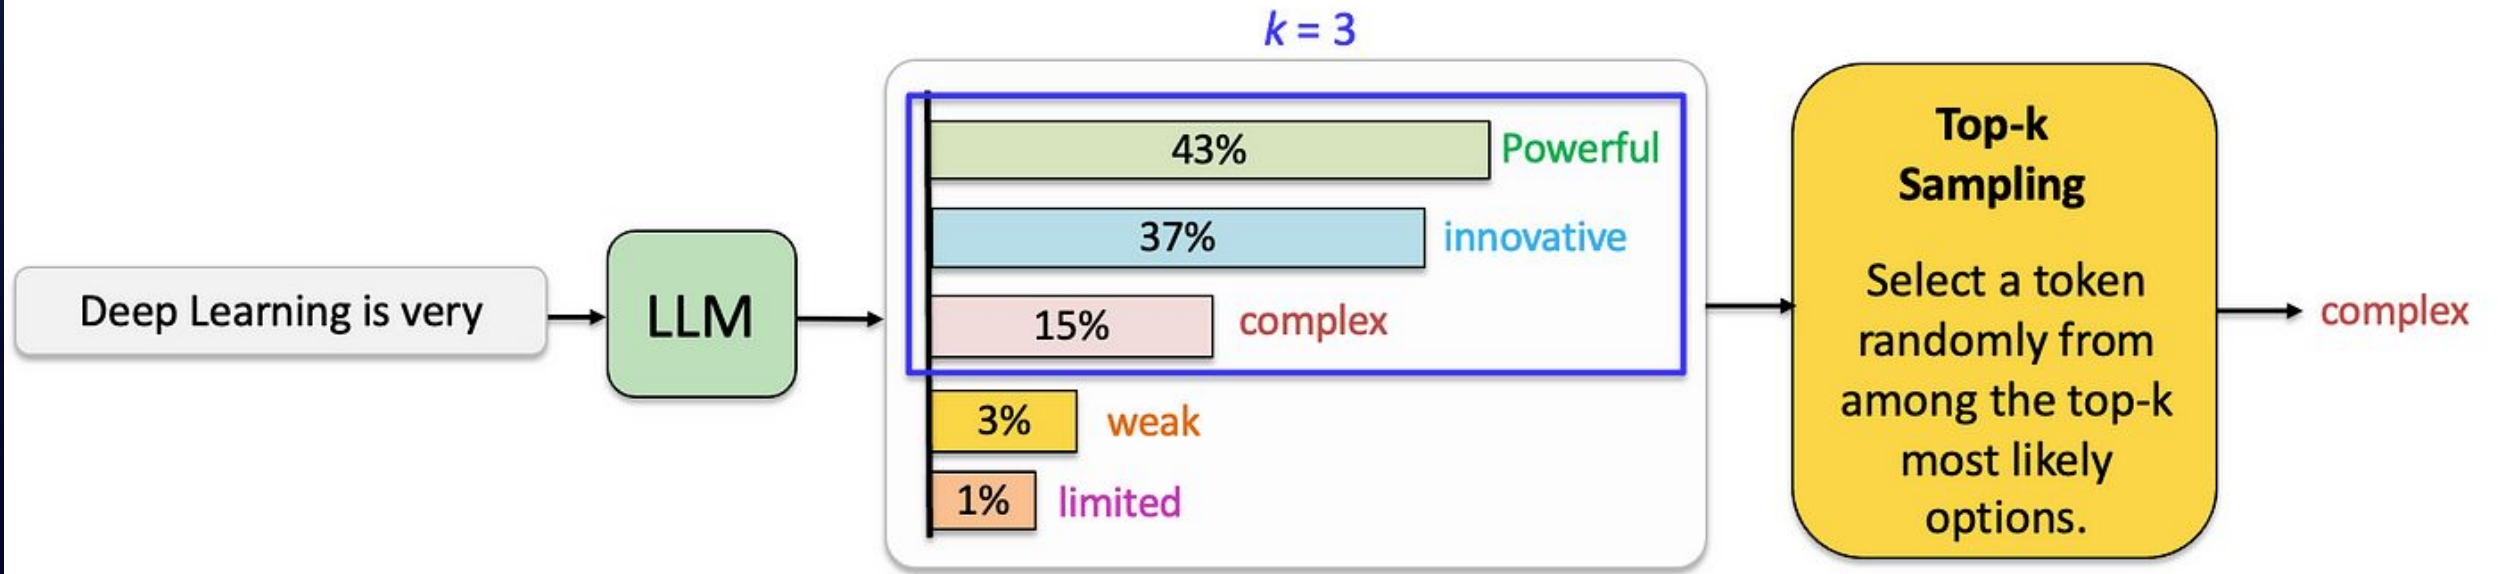 k = 3
Deep Learning is very
LLM
43% Powerful
37% innovative
15% complex
3% weak
1% limited
Top-k
Sampling
Select a token
randomly from
among the top-k
most likely
options.
complex